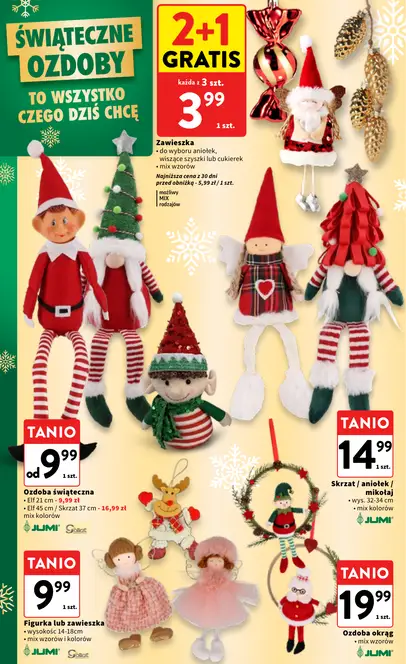 ŚWIĄTECZNE
OZDOBY
TO WSZYSTKO
CZEGO DZIŚ CHCĘ
2+1
GRATIS
każda z 3 szt.
3 99
1 szt.
Zawieszka
• do wyboru aniołek,
wiszące szyszki lub cukierek
• mix wzorów
Najniższa cena z 30 dni
przed obniżką - 5,99 zł / 1 szt.
możliwy
MIX
rodzajów
TANIO
od 9 99
1 szt.
Ozdoba świąteczna
• Elf 21 cm - 9,99 zł
• Elf 45 cm / Skrzat 37 cm - 16,99 zł
mix kolorów
JUMI
TANIO
14 99
1 szt.
Skrzat / aniołek /
mikołaj
• wys. 32-34 cm
• mix kolorów
JUMI
TANIO
9 99
1 szt.
Figurka lub zawieszka
• wysokość 14-18cm
• mix wzorów i kolorów
JUMI
TANIO
19 99
1 szt.
Ozdoba okrąg
• mix wzorów
JUMI